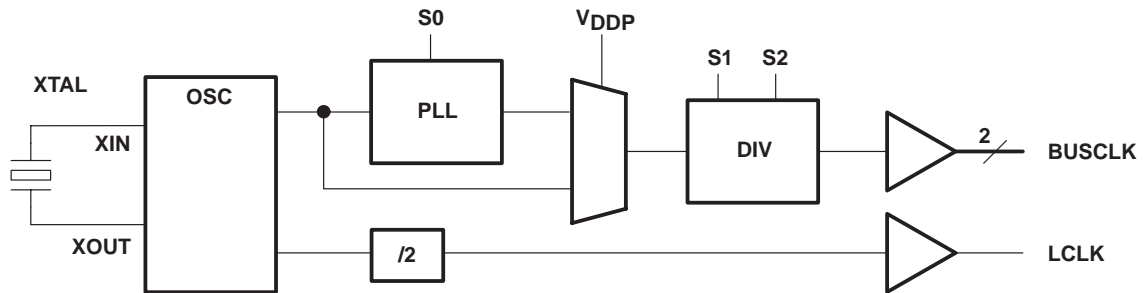 S0
VDDP
S1 S2
XTAL
OSC
PLL
XIN
DIV
2
BUSCLK
XOUT
/2
LCLK